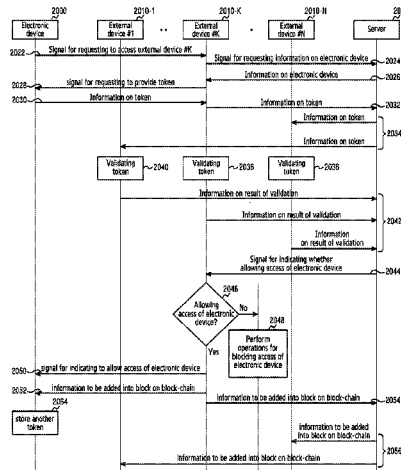 Electronic device
2000
External device #1
2010-1
External device #K
2010-K
External device #N
2010-N
Server
20
2022
Signal for requesting to access external device #K
Signal for requesting information on electronic device
2024
Information on electronic device
2026
2028
signal for requesting to provide token
2030
Information on token
Information on token
2032
Information on token
Information on token
2034
Validating token
2040
Validating token
2036
Validating token
2038
Information on result of validation
Information on result of validation
Information on result of validation
2042
Signal for indicating whether allowing access of electronic device
2044
2046
Allowing access of electronic device?
No
2048
Perform operations for blocking access of electronic device
Yes
2050
signal for indicating to allow access of electronic device
2052
information to be added into block on block-chain
information to be added into block on block-chain
2054
2064
store another token
information to be added into block on block-chain
information to be added into block on block-chain
2056